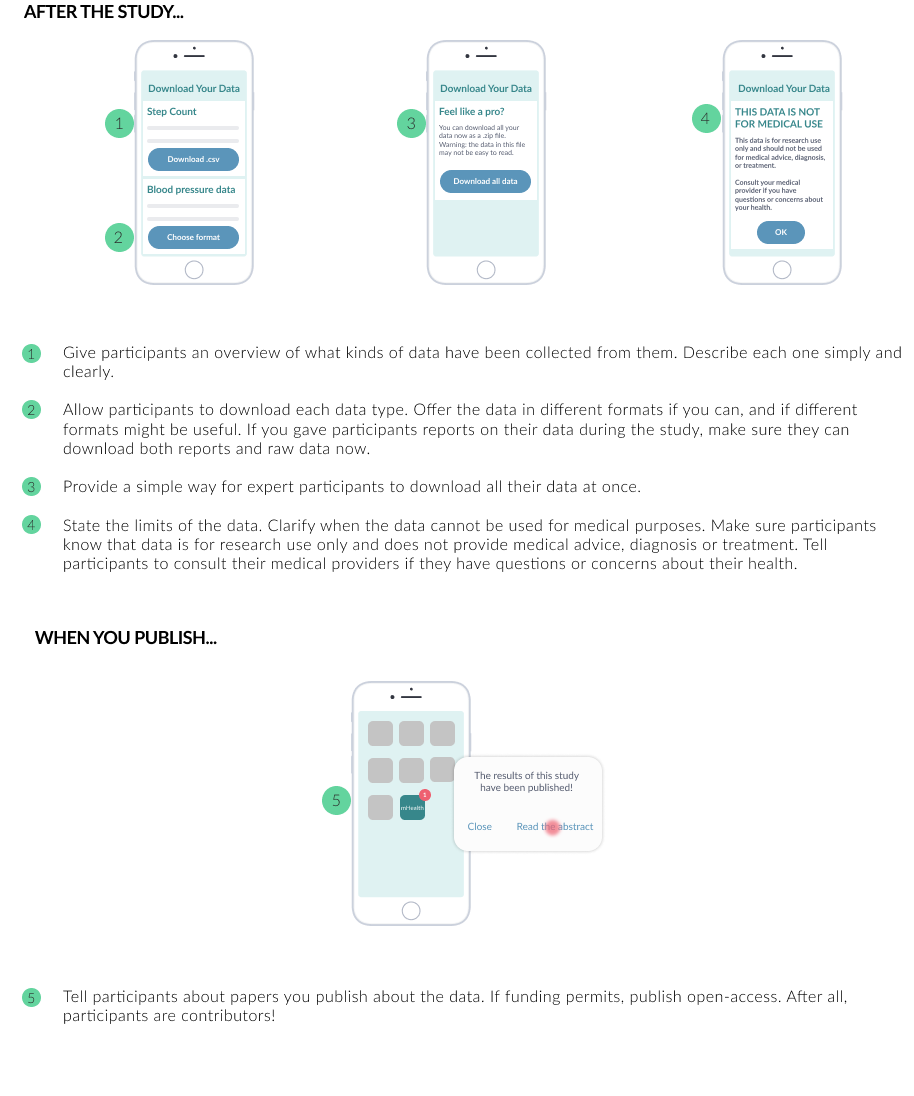 AFTER THE STUDY...
1
Download Your Data
Step Count
Download .csv
Blood pressure data
2
Choose format
3
Download Your Data
Feel like a pro?
You can download all your
data now as a .zip file.
Warning: the data in this file
may not be easy to read.
Download all data
4
Download Your Data
THIS DATA IS NOT
FOR MEDICAL USE
This data is for research use
only and should not be used
for medical advice, diagnosis,
or treatment.
Consult your medical
provider if you have
questions or concerns about
your health.
OK
1 Give participants an overview of what kinds of data have been collected from them. Describe each one simply and
clearly.
2 Allow participants to download each data type. Offer the data in different formats if you can, and if different
formats might be useful. If you gave participants reports on their data during the study, make sure they can
download both reports and raw data now.
3 Provide a simple way for expert participants to download all their data at once.
4 State the limits of the data. Clarify when the data cannot be used for medical purposes. Make sure participants
know that data is for research use only and does not provide medical advice, diagnosis or treatment. Tell
participants to consult their medical providers if they have questions or concerns about their health.
WHEN YOU PUBLISH...
5
mHealth
1
The results of this study
have been published!
Close Read the abstract
5 Tell participants about papers you publish about the data. If funding permits, publish open-access. After all,
participants are contributors!